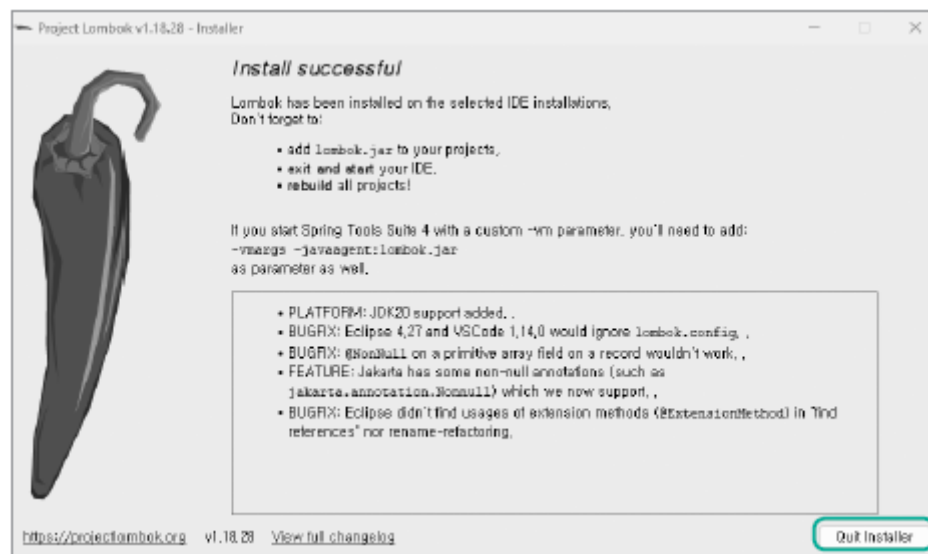 Project Lombok v1.18.28 - Installer
Install successful
Lombok has been installed on the selected IDE installations.
Don't forget to:
• add lombok.jar to your projects,
• exit and start your IDE,
• rebuild all projects!
If you start Spring Tools Suite 4 with a custom -vm parameter, you'll need to add:
-vmargs -javaagent:lombok.jar
as parameter as well.
• PLATFORM: JDK20 support added. .
• BUGFIX: Eclipse 4.27 and VSCode 1.14.0 would ignore lombok.config. .
• BUGFIX: @NonNull on a primitive array field on a record wouldn't work. .
• FEATURE: Jakarta has some non-null annotations (such as
jakarta.annotation.Nonnull) which we now support. .
• BUGFIX: Eclipse didn't find usages of extension methods (@ExtensionMethod) in "find
references" nor rename-refactoring.
https://projectlombok.org v1.18.28 View full changelog Quit Installer